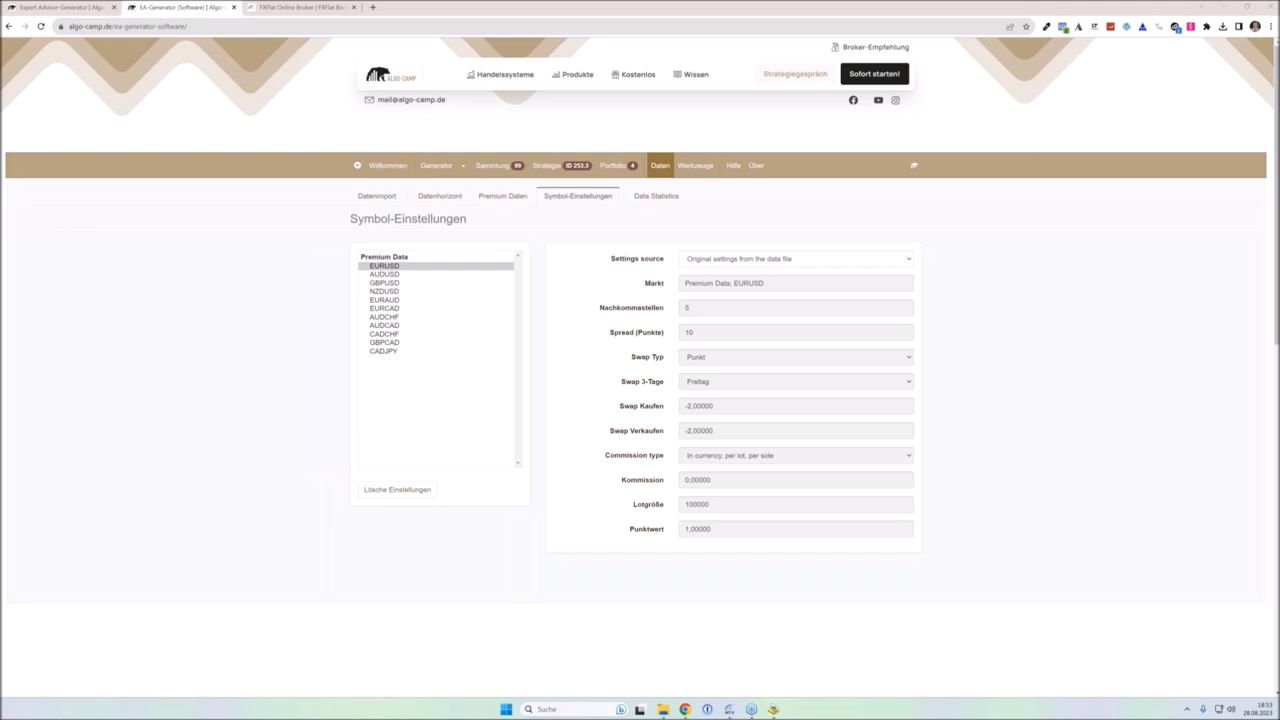 Expert Advisor-Generator | Algo-
EA-Generator (Software) | Algo-
FXFlat Online Broker | FXFlat Be
algo-camp.de/ea-generator-software/
Broker-Empfehlung
ALGO-CAMP
Handelssysteme
Produkte
Kostenlos
Wissen
Strategiegespräch
Sofort starten!
mail@algo-camp.de
Willkommen
Generator
Sammlung 99
Strategie ID 253.3
Portfolio 4
Daten
Werkzeuge
Hilfe
Über
Datenimport
Datenhorizont
Premium Daten
Symbol-Einstellungen
Data Statistics
Symbol-Einstellungen
Premium Data
EURUSD
AUDUSD
GBPUSD
NZDUSD
EURAUD
EURCAD
AUDCHF
AUDCAD
CADCHF
GBPCAD
CADJPY
Lösche Einstellungen
Settings source Original settings from the data file
Markt Premium Data; EURUSD
Nachkommastellen 5
Spread (Punkte) 10
Swap Typ Punkt
Swap 3-Tage Freitag
Swap Kaufen -2,00000
Swap Verkaufen -2,00000
Commission type In currency, per lot, per side
Kommission 0,00000
Lotgröße 100000
Punktwert 1,00000
Suche
18:53
28.08.2023